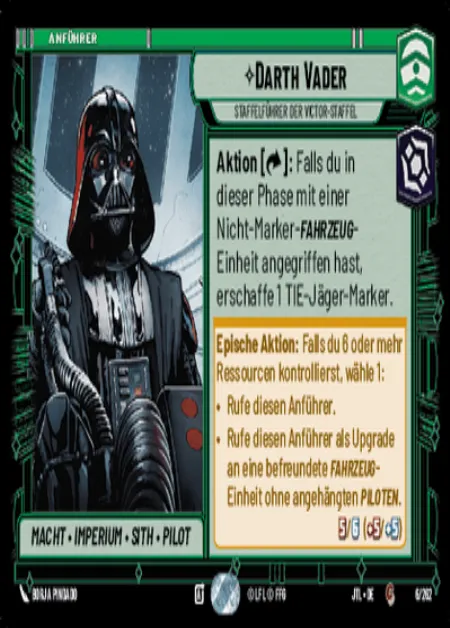 ANFÜHRER
DARTH VADER
STAFFELFÜHRER DER VICTOR-STAFFEL
Aktion [ ]: Falls du in
dieser Phase mit einer
Nicht-Marker-FAHRZEUG-
Einheit angegriffen hast,
erschaffe 1 TIE-Jäger-Marker.
Epische Aktion: Falls du 6 oder mehr
Ressourcen kontrollierst, wähle 1:
• Rufe diesen Anführer.
• Rufe diesen Anführer als Upgrade
an eine befreundete FAHRZEUG-
Einheit ohne angehängten PILOTEN.
5/6 (+5/+5)
MACHT • IMPERIUM • SITH • PILOT
BORJA PINDADO
© LFL © FFG
JTL • DE
C
6/262